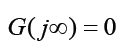 G(j∞) = 0